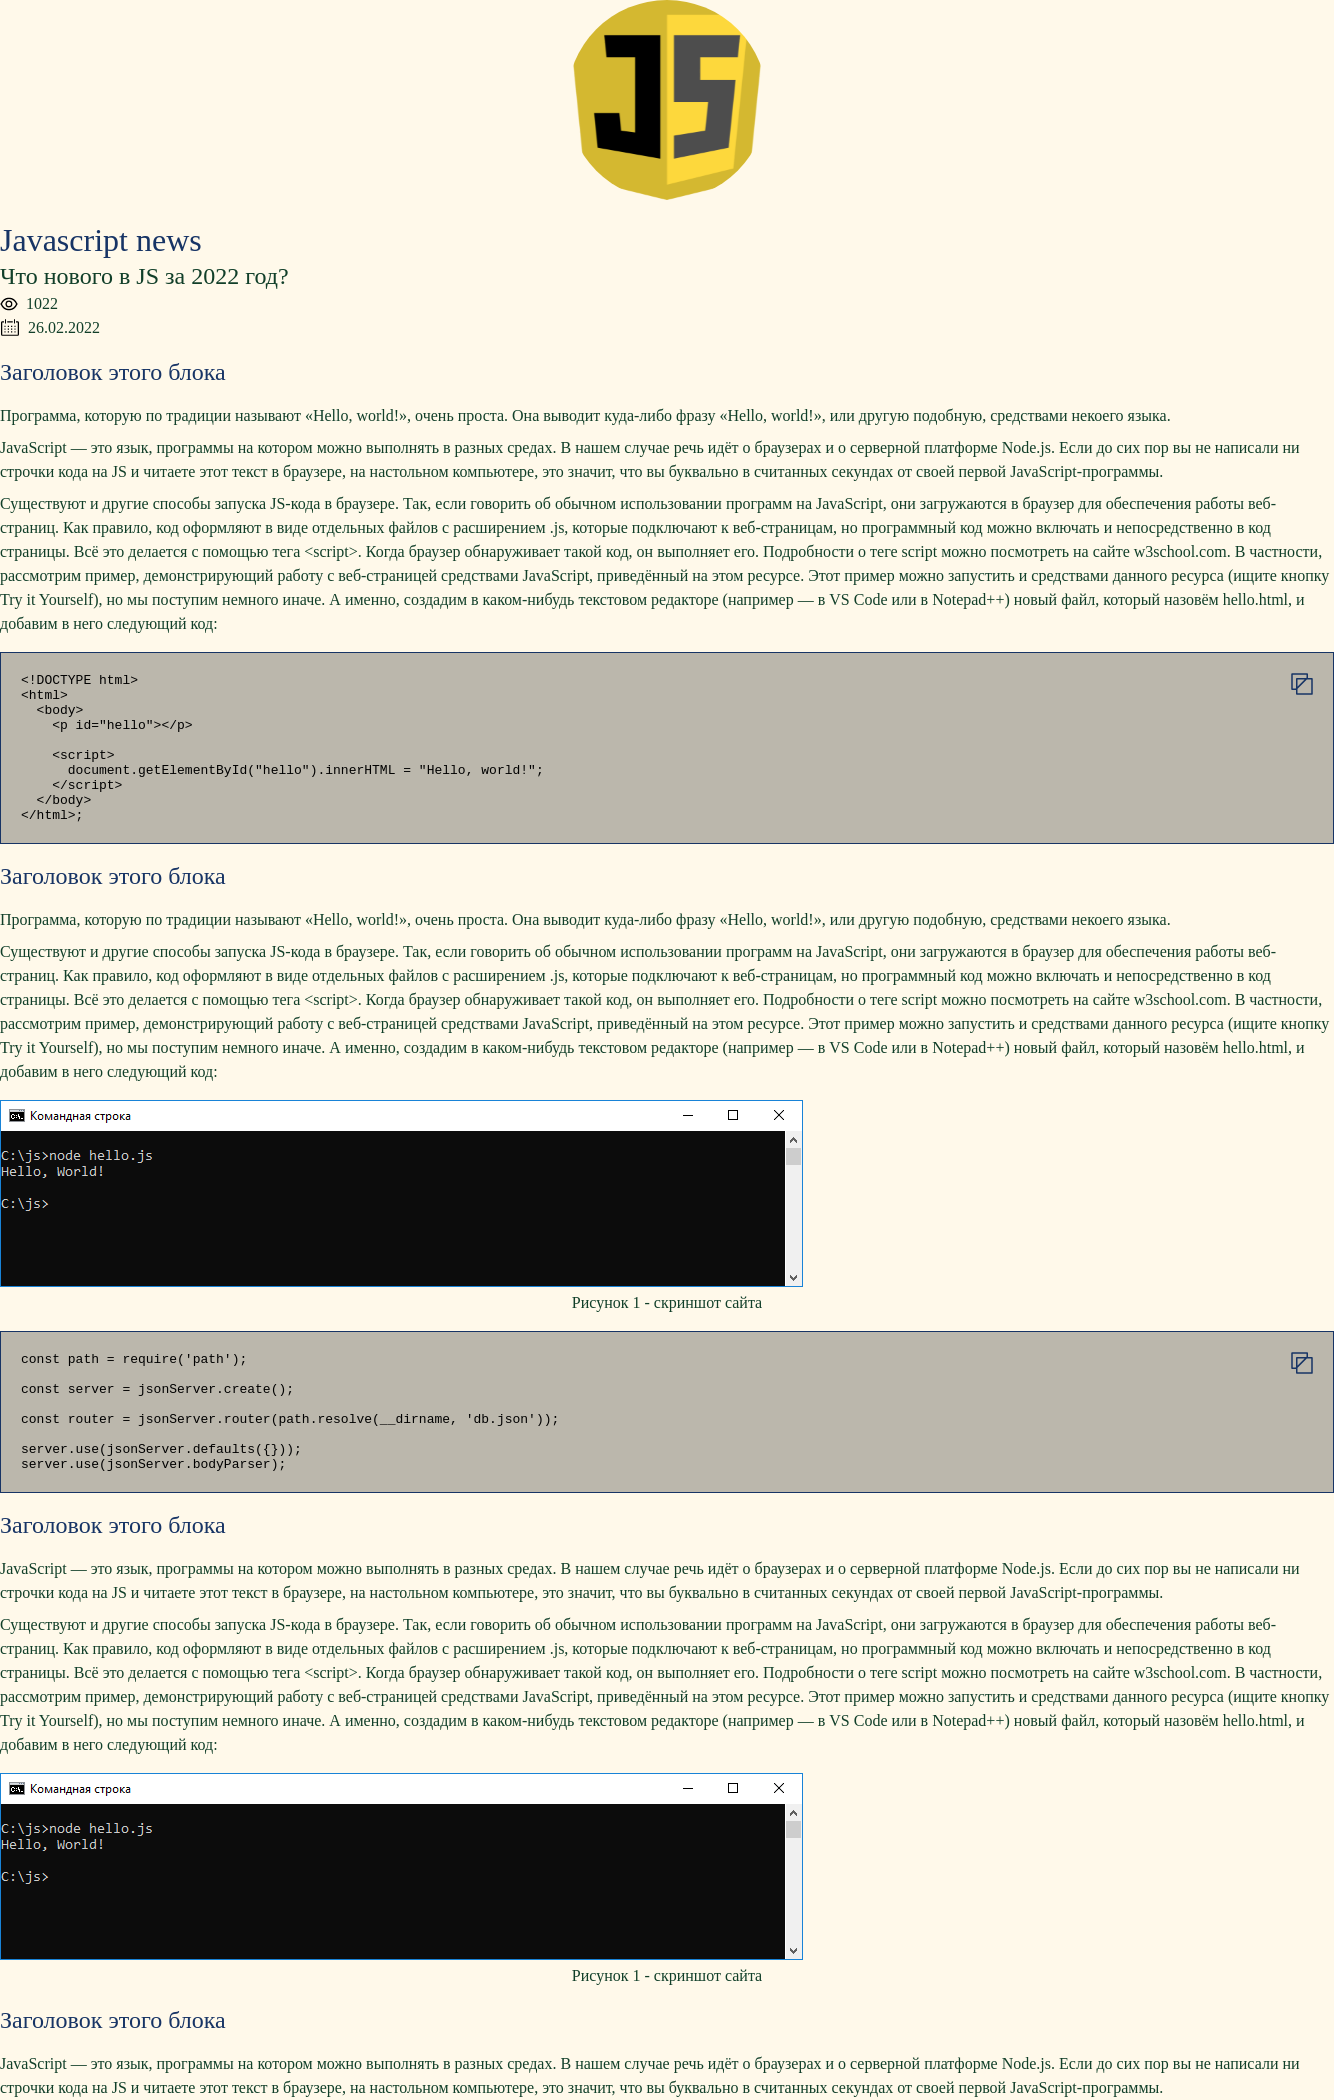 JS
Javascript news
Что нового в JS за 2022 год?
1022
26.02.2022
Заголовок этого блока
Программа, которую по традиции называют «Hello, world!», очень проста. Она выводит куда-либо фразу «Hello, world!», или другую подобную, средствами некоего языка.
JavaScript — это язык, программы на котором можно выполнять в разных средах. В нашем случае речь идёт о браузерах и о серверной платформе Node.js. Если до сих пор вы не написали ни
строчки кода на JS и читаете этот текст в браузере, на настольном компьютере, это значит, что вы буквально в считанных секундах от своей первой JavaScript-программы.
Существуют и другие способы запуска JS-кода в браузере. Так, если говорить об обычном использовании программ на JavaScript, они загружаются в браузер для обеспечения работы веб-
страниц. Как правило, код оформляют в виде отдельных файлов с расширением .js, которые подключают к веб-страницам, но программный код можно включать и непосредственно в код
страницы. Всё это делается с помощью тега <script>. Когда браузер обнаруживает такой код, он выполняет его. Подробности о теге script можно посмотреть на сайте w3school.com. В частности,
рассмотрим пример, демонстрирующий работу с веб-страницей средствами JavaScript, приведённый на этом ресурсе. Этот пример можно запустить и средствами данного ресурса (ищите кнопку
Try it Yourself), но мы поступим немного иначе. А именно, создадим в каком-нибудь текстовом редакторе (например — в VS Code или в Notepad++) новый файл, который назовём hello.html, и
добавим в него следующий код:
<!DOCTYPE html>
<html>
  <body>
    <p id="hello"></p>

    <script>
      document.getElementById("hello").innerHTML = "Hello, world!";
    </script>
  </body>
</html>;
Заголовок этого блока
Программа, которую по традиции называют «Hello, world!», очень проста. Она выводит куда-либо фразу «Hello, world!», или другую подобную, средствами некоего языка.
Существуют и другие способы запуска JS-кода в браузере. Так, если говорить об обычном использовании программ на JavaScript, они загружаются в браузер для обеспечения работы веб-
страниц. Как правило, код оформляют в виде отдельных файлов с расширением .js, которые подключают к веб-страницам, но программный код можно включать и непосредственно в код
страницы. Всё это делается с помощью тега <script>. Когда браузер обнаруживает такой код, он выполняет его. Подробности о теге script можно посмотреть на сайте w3school.com. В частности,
рассмотрим пример, демонстрирующий работу с веб-страницей средствами JavaScript, приведённый на этом ресурсе. Этот пример можно запустить и средствами данного ресурса (ищите кнопку
Try it Yourself), но мы поступим немного иначе. А именно, создадим в каком-нибудь текстовом редакторе (например — в VS Code или в Notepad++) новый файл, который назовём hello.html, и
добавим в него следующий код:
Командная строка
C:\js>node hello.js
Hello, World!
C:\js>
Рисунок 1 - скриншот сайта
const path = require('path');

const server = jsonServer.create();

const router = jsonServer.router(path.resolve(__dirname, 'db.json'));

server.use(jsonServer.defaults({}));
server.use(jsonServer.bodyParser);
Заголовок этого блока
JavaScript — это язык, программы на котором можно выполнять в разных средах. В нашем случае речь идёт о браузерах и о серверной платформе Node.js. Если до сих пор вы не написали ни
строчки кода на JS и читаете этот текст в браузере, на настольном компьютере, это значит, что вы буквально в считанных секундах от своей первой JavaScript-программы.
Существуют и другие способы запуска JS-кода в браузере. Так, если говорить об обычном использовании программ на JavaScript, они загружаются в браузер для обеспечения работы веб-
страниц. Как правило, код оформляют в виде отдельных файлов с расширением .js, которые подключают к веб-страницам, но программный код можно включать и непосредственно в код
страницы. Всё это делается с помощью тега <script>. Когда браузер обнаруживает такой код, он выполняет его. Подробности о теге script можно посмотреть на сайте w3school.com. В частности,
рассмотрим пример, демонстрирующий работу с веб-страницей средствами JavaScript, приведённый на этом ресурсе. Этот пример можно запустить и средствами данного ресурса (ищите кнопку
Try it Yourself), но мы поступим немного иначе. А именно, создадим в каком-нибудь текстовом редакторе (например — в VS Code или в Notepad++) новый файл, который назовём hello.html, и
добавим в него следующий код:
Командная строка
C:\js>node hello.js
Hello, World!
C:\js>
Рисунок 1 - скриншот сайта
Заголовок этого блока
JavaScript — это язык, программы на котором можно выполнять в разных средах. В нашем случае речь идёт о браузерах и о серверной платформе Node.js. Если до сих пор вы не написали ни
строчки кода на JS и читаете этот текст в браузере, на настольном компьютере, это значит, что вы буквально в считанных секундах от своей первой JavaScript-программы.